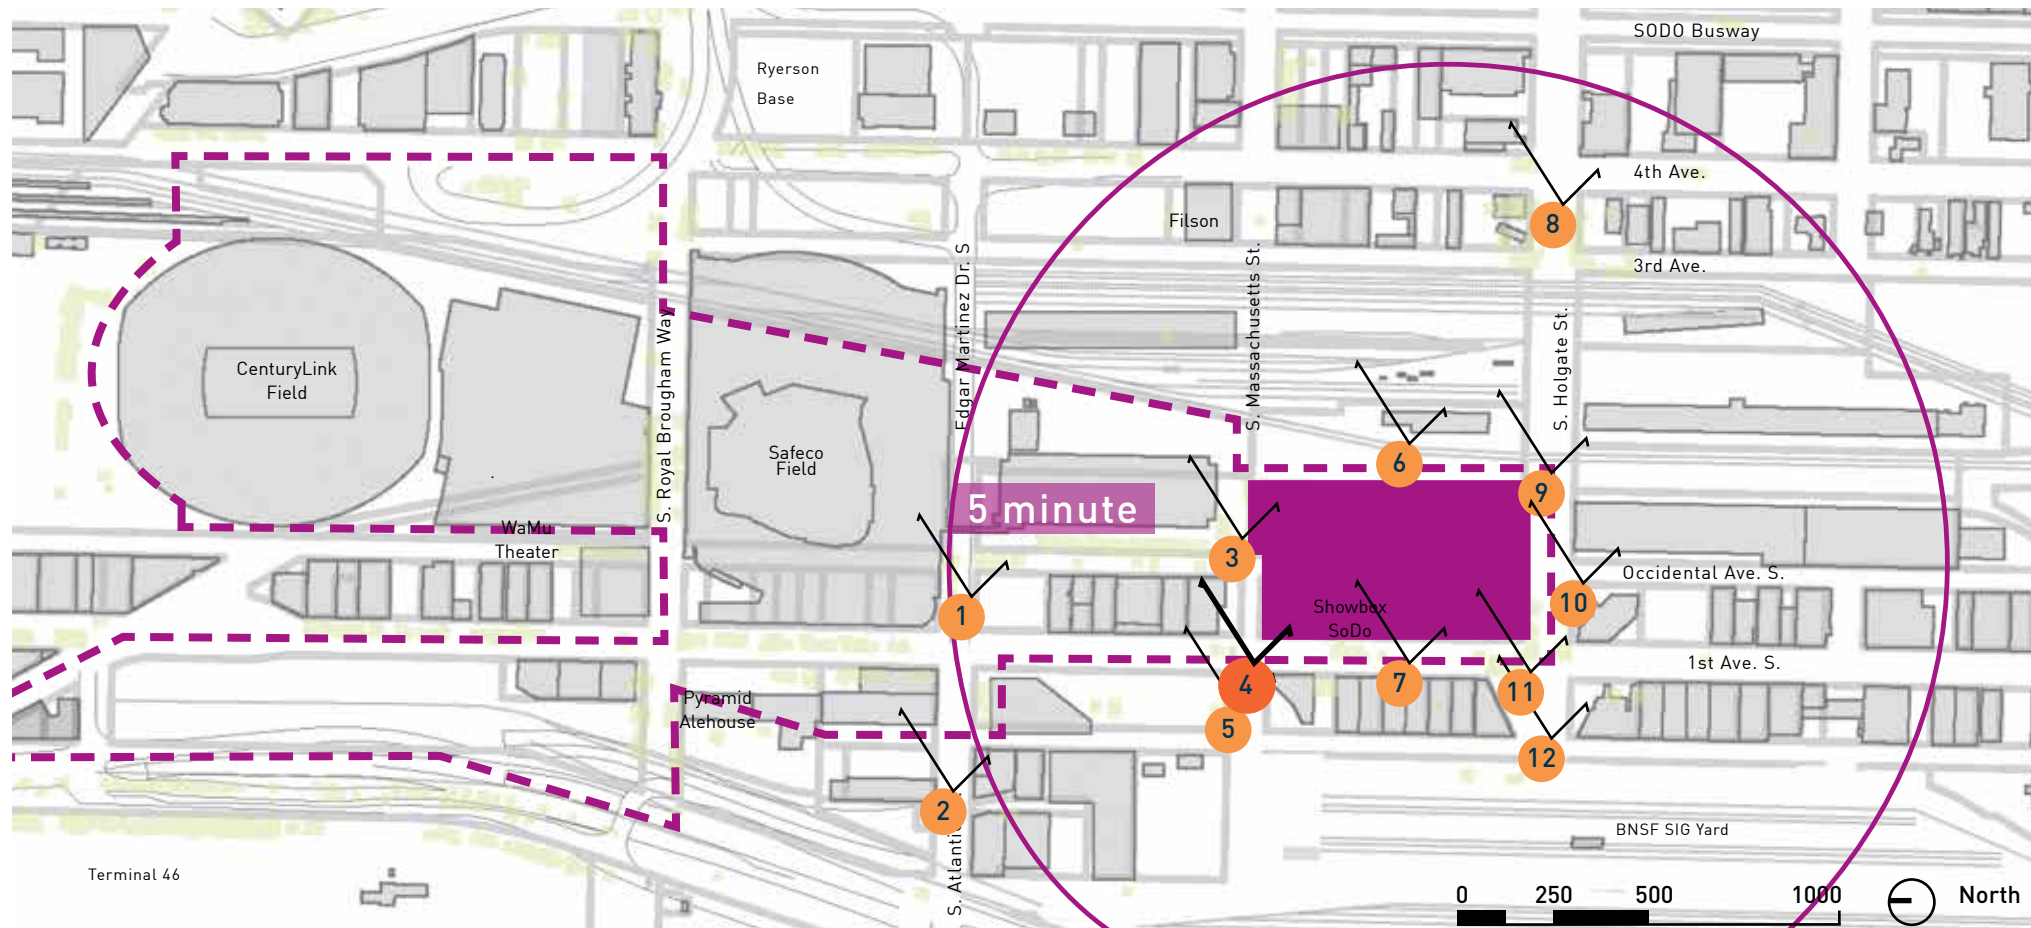 SODO Busway
Ryerson
Base
4th Ave.
Filson
8
3rd Ave.
Edgar Martinez Dr. S
S. Massachusetts St.
S. Holgate St.
S. Royal Brougham Way
CenturyLink
Field
Safeco
Field
6
9
5 minute
WaMu
Theater
3
Occidental Ave. S.
10
1
Showbox
SoDo
1st Ave. S.
4
7
11
Pyramid
Alehouse
5
12
2
BNSF SIG Yard
S. Atlantic
Terminal 46
0 250 500 1000
North